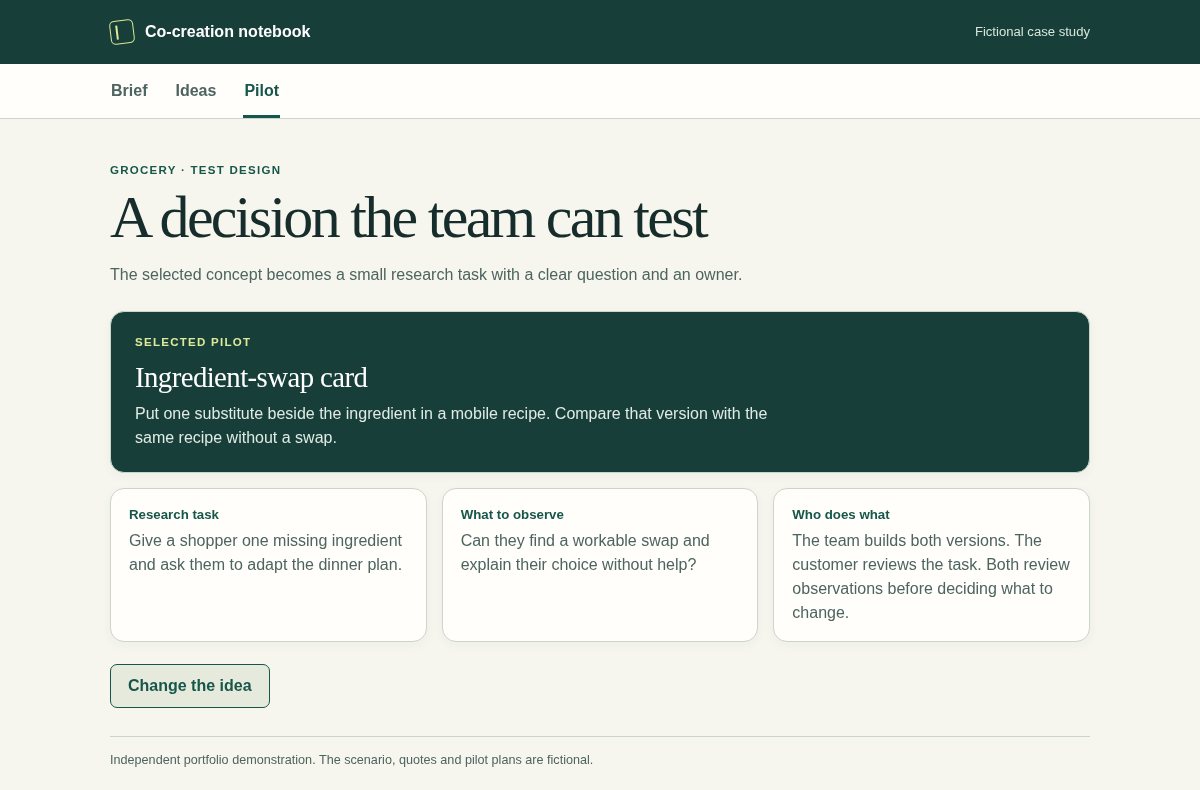 Co-creation notebook
Fictional case study
Brief
Ideas
Pilot
GROCERY · TEST DESIGN
A decision the team can test
The selected concept becomes a small research task with a clear question and an owner.
SELECTED PILOT
Ingredient-swap card
Put one substitute beside the ingredient in a mobile recipe. Compare that version with the
same recipe without a swap.
Research task
Give a shopper one missing ingredient
and ask them to adapt the dinner plan.
What to observe
Can they find a workable swap and
explain their choice without help?
Who does what
The team builds both versions. The
customer reviews the task. Both review
observations before deciding what to
change.
Change the idea
Independent portfolio demonstration. The scenario, quotes and pilot plans are fictional.